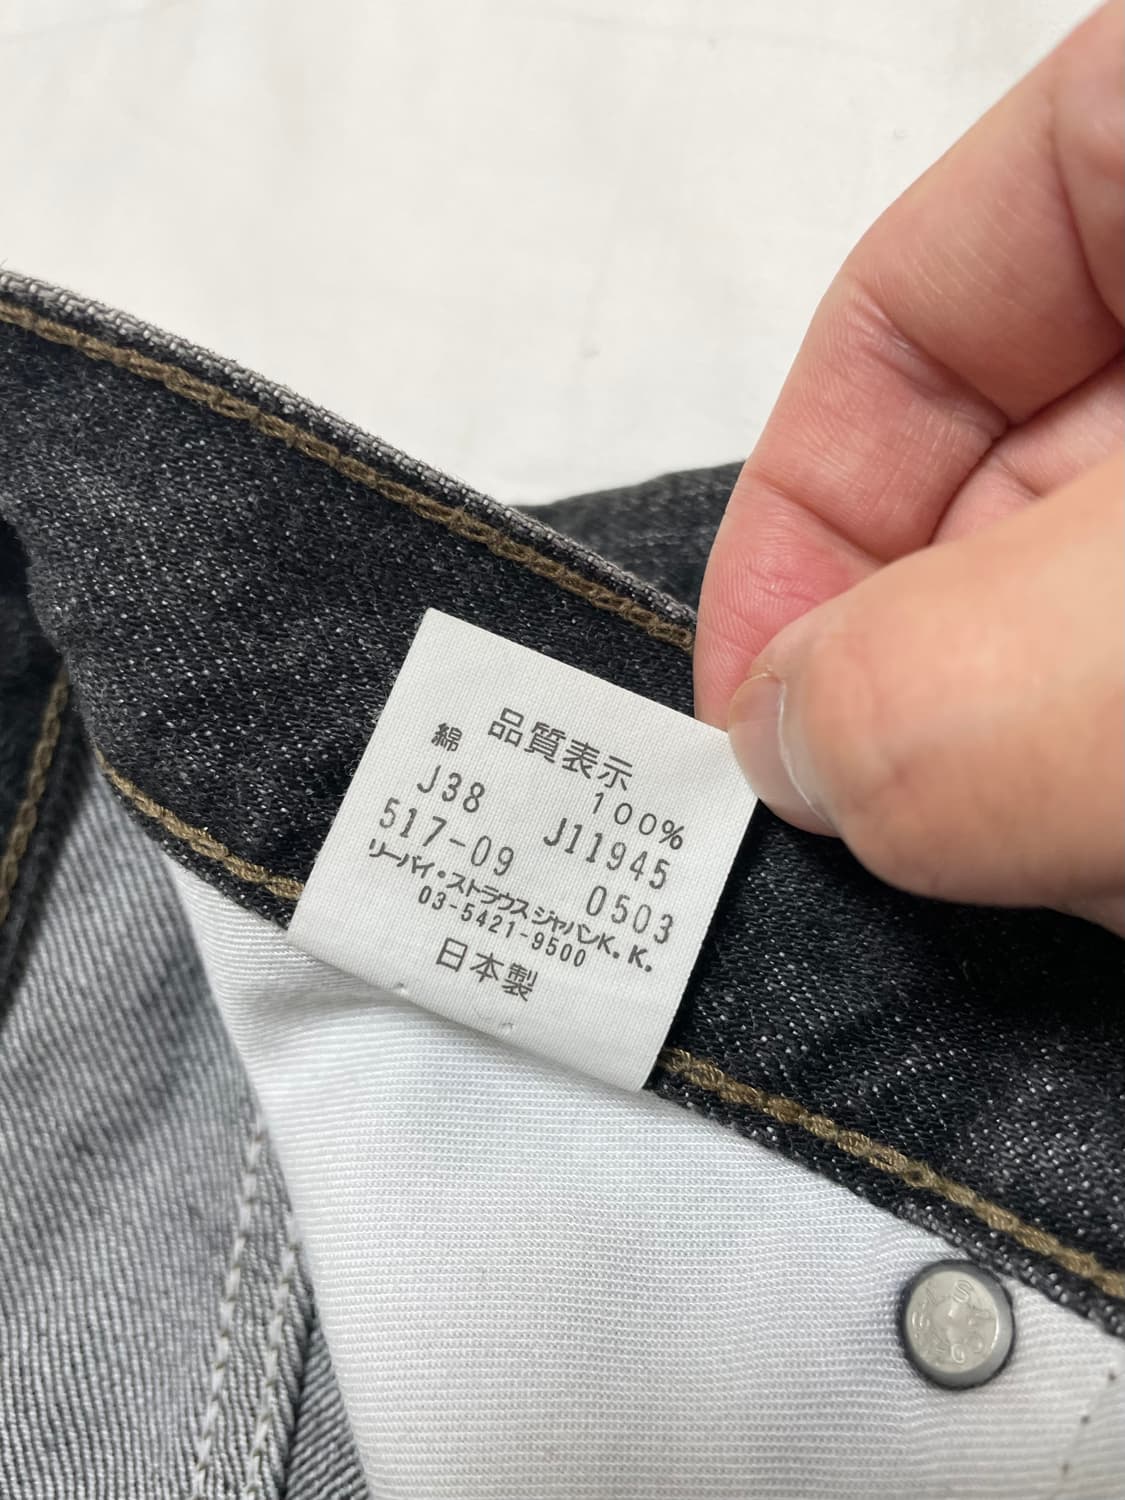 品質表示
綿 100%
J38 J11945
517-09 0503
リーバイ・ストラウス ジャパンK.K.
03-5421-9500
日本製